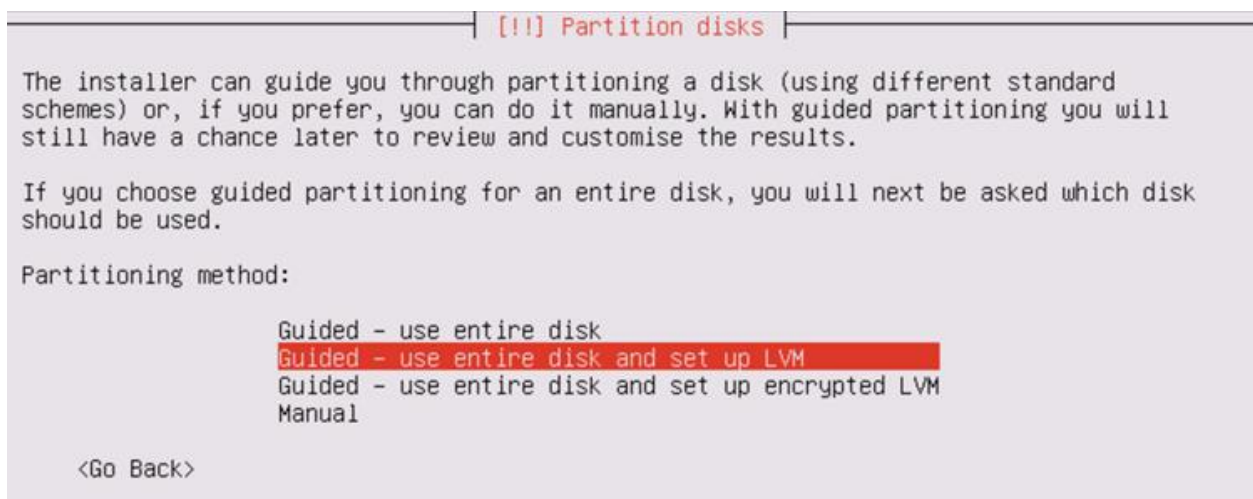 [!!] Partition disks
The installer can guide you through partitioning a disk (using different standard
schemes) or, if you prefer, you can do it manually. With guided partitioning you will
still have a chance later to review and customise the results.
If you choose guided partitioning for an entire disk, you will next be asked which disk
should be used.
Partitioning method:
Guided – use entire disk
Guided – use entire disk and set up LVM
Guided – use entire disk and set up encrypted LVM
Manual
<Go Back>